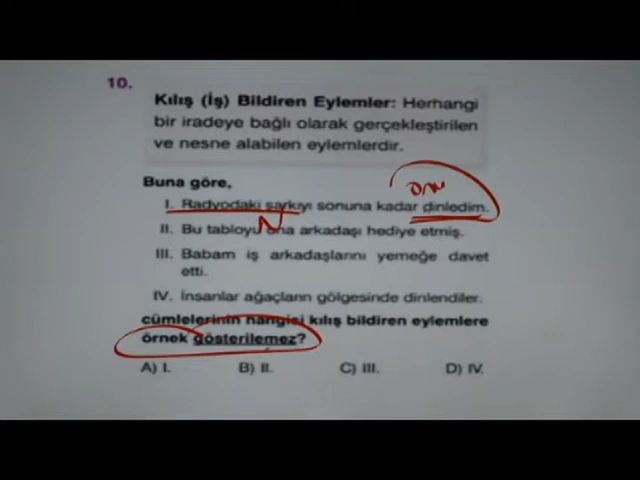 10.
Kılış (İş) Bildiren Eylemler: Herhangi
bir iradeye bağlı olarak gerçekleştirilen
ve nesne alabilen eylemlerdir.
Buna göre,
onu
I. Radyodaki şarkıyı sonuna kadar dinledim.
N
II. Bu tabloyu ona arkadaşı hediye etmiş.
III. Babam iş arkadaşlarını yemeğe davet
etti.
IV. İnsanlar ağaçların gölgesinde dinlendiler.
cümlelerinin hangisi kılış bildiren eylemlere
örnek gösterilemez?
A) I. B) II. C) III. D) IV.